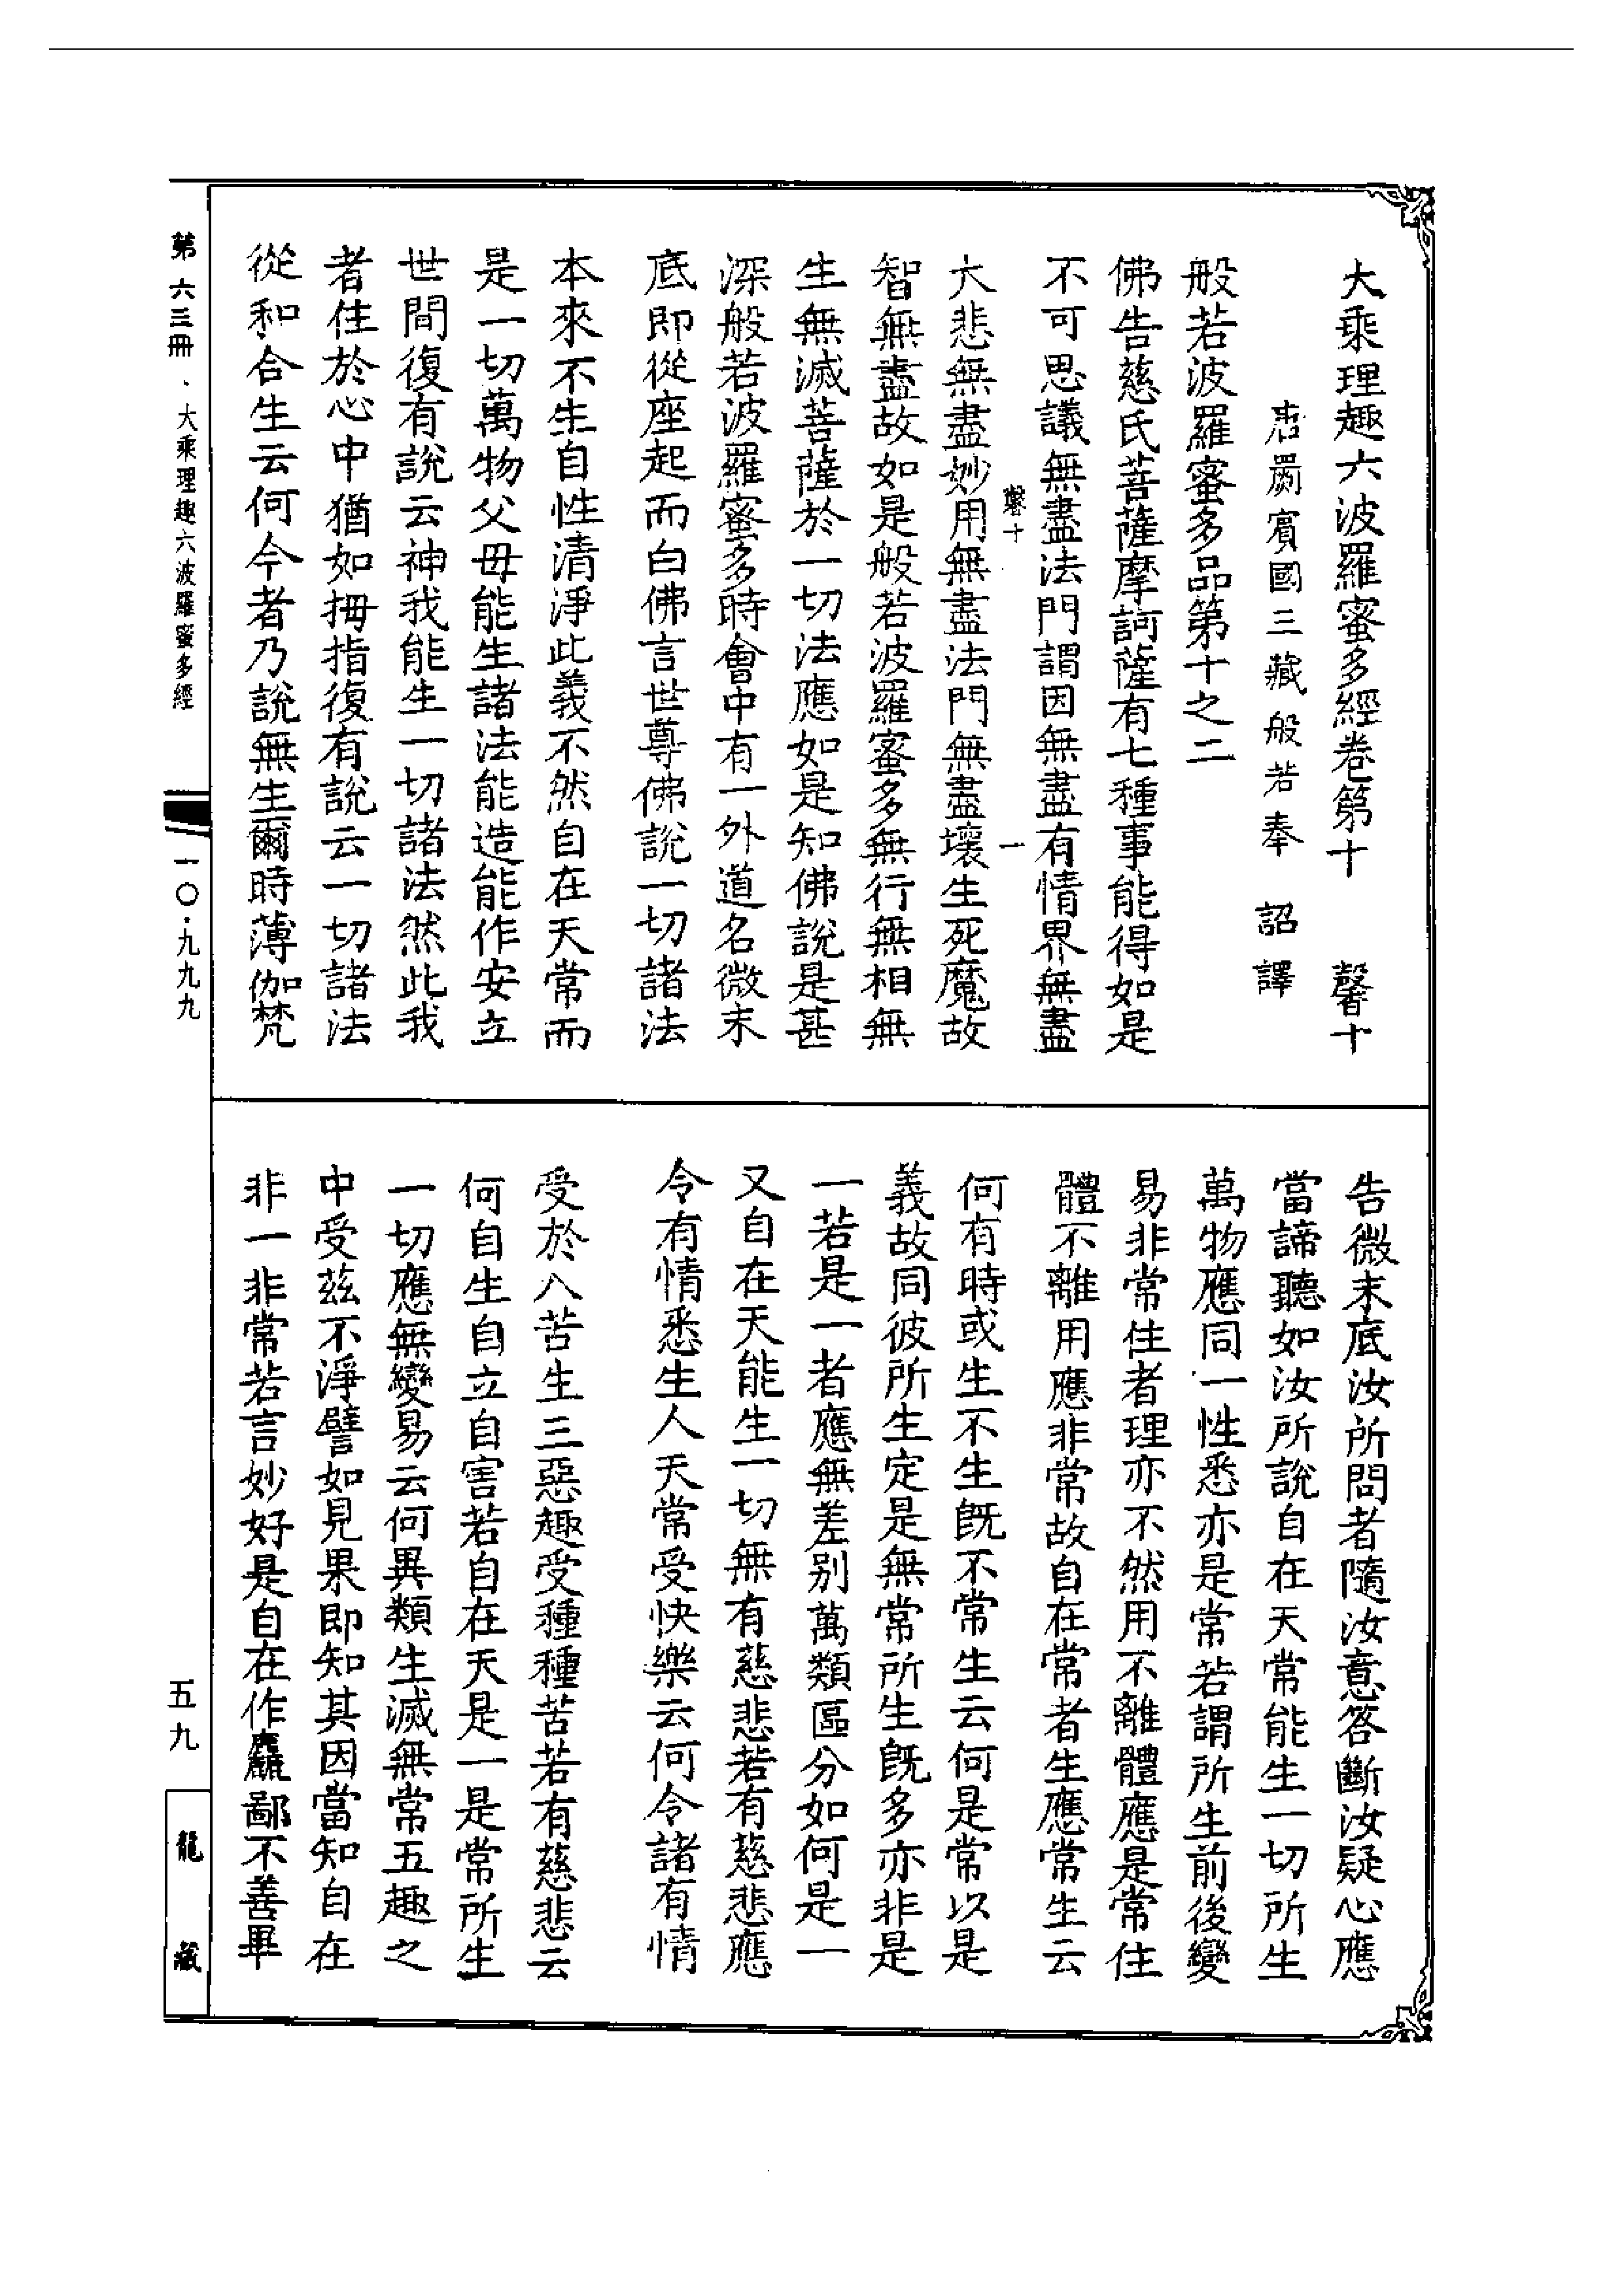 大乘理趣六波羅蜜多經卷第十　　馨十
唐罽賓國三藏般若奉　詔譯
般若波羅蜜多品第十之二
佛告慈氏菩薩摩訶薩有七種事能得如是
不可思議無盡法門謂因無盡有情界無盡
馨十　一
大悲無盡妙用無盡法門無盡壞生死魔故
智無盡故如是般若波羅蜜多無行無相無
生無滅菩薩於一切法應如是知佛說是甚
深般若波羅蜜多時會中有一外道名微末
底即從座起而白佛言世尊佛說一切諸法
本來不生自性清淨此義不然自在天常而
是一切萬物父母能生諸法能造能作安立
世間復有說云神我能生一切諸法然此我
者住於心中猶如拇指復有說云一切諸法
從和合生云何今者乃說無生爾時薄伽梵
告微末底汝所問者隨汝意答斷汝疑心應
當諦聽如汝所說自在天常能生一切所生
萬物應同一性悉亦是常若謂所生前後變
易非常住者理亦不然用不離體應是常住
體不離用應非常故自在常者生應常生云
何有時或生不生既不常生云何是常以是
義故同彼所生定是無常所生既多亦非是
一若是一者應無差別萬類區分如何是一
又自在天能生一切無有慈悲若有慈悲應
令有情悉生人天常受快樂云何令諸有情
受於八苦生三惡趣受種種苦若有慈悲云
何自生自立自害若自在天是一是常所生
一切應無變易云何異類生滅無常五趣之
中受茲不淨譬如見果即知其因當知自在
非一非常若言妙好是自在作麤鄙不善畢
第六三冊・大乘理趣六波羅蜜多經
一〇・九九九
五九
龍藏